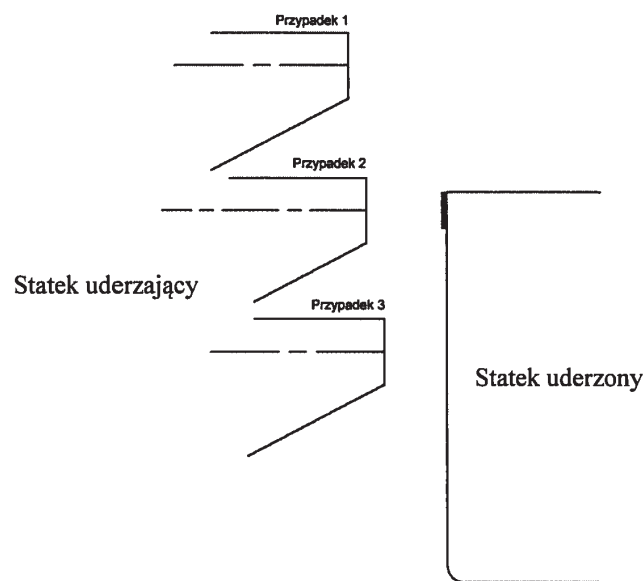 Przypadek 1
Przypadek 2
Statek uderzający
Przypadek 3
Statek uderzony